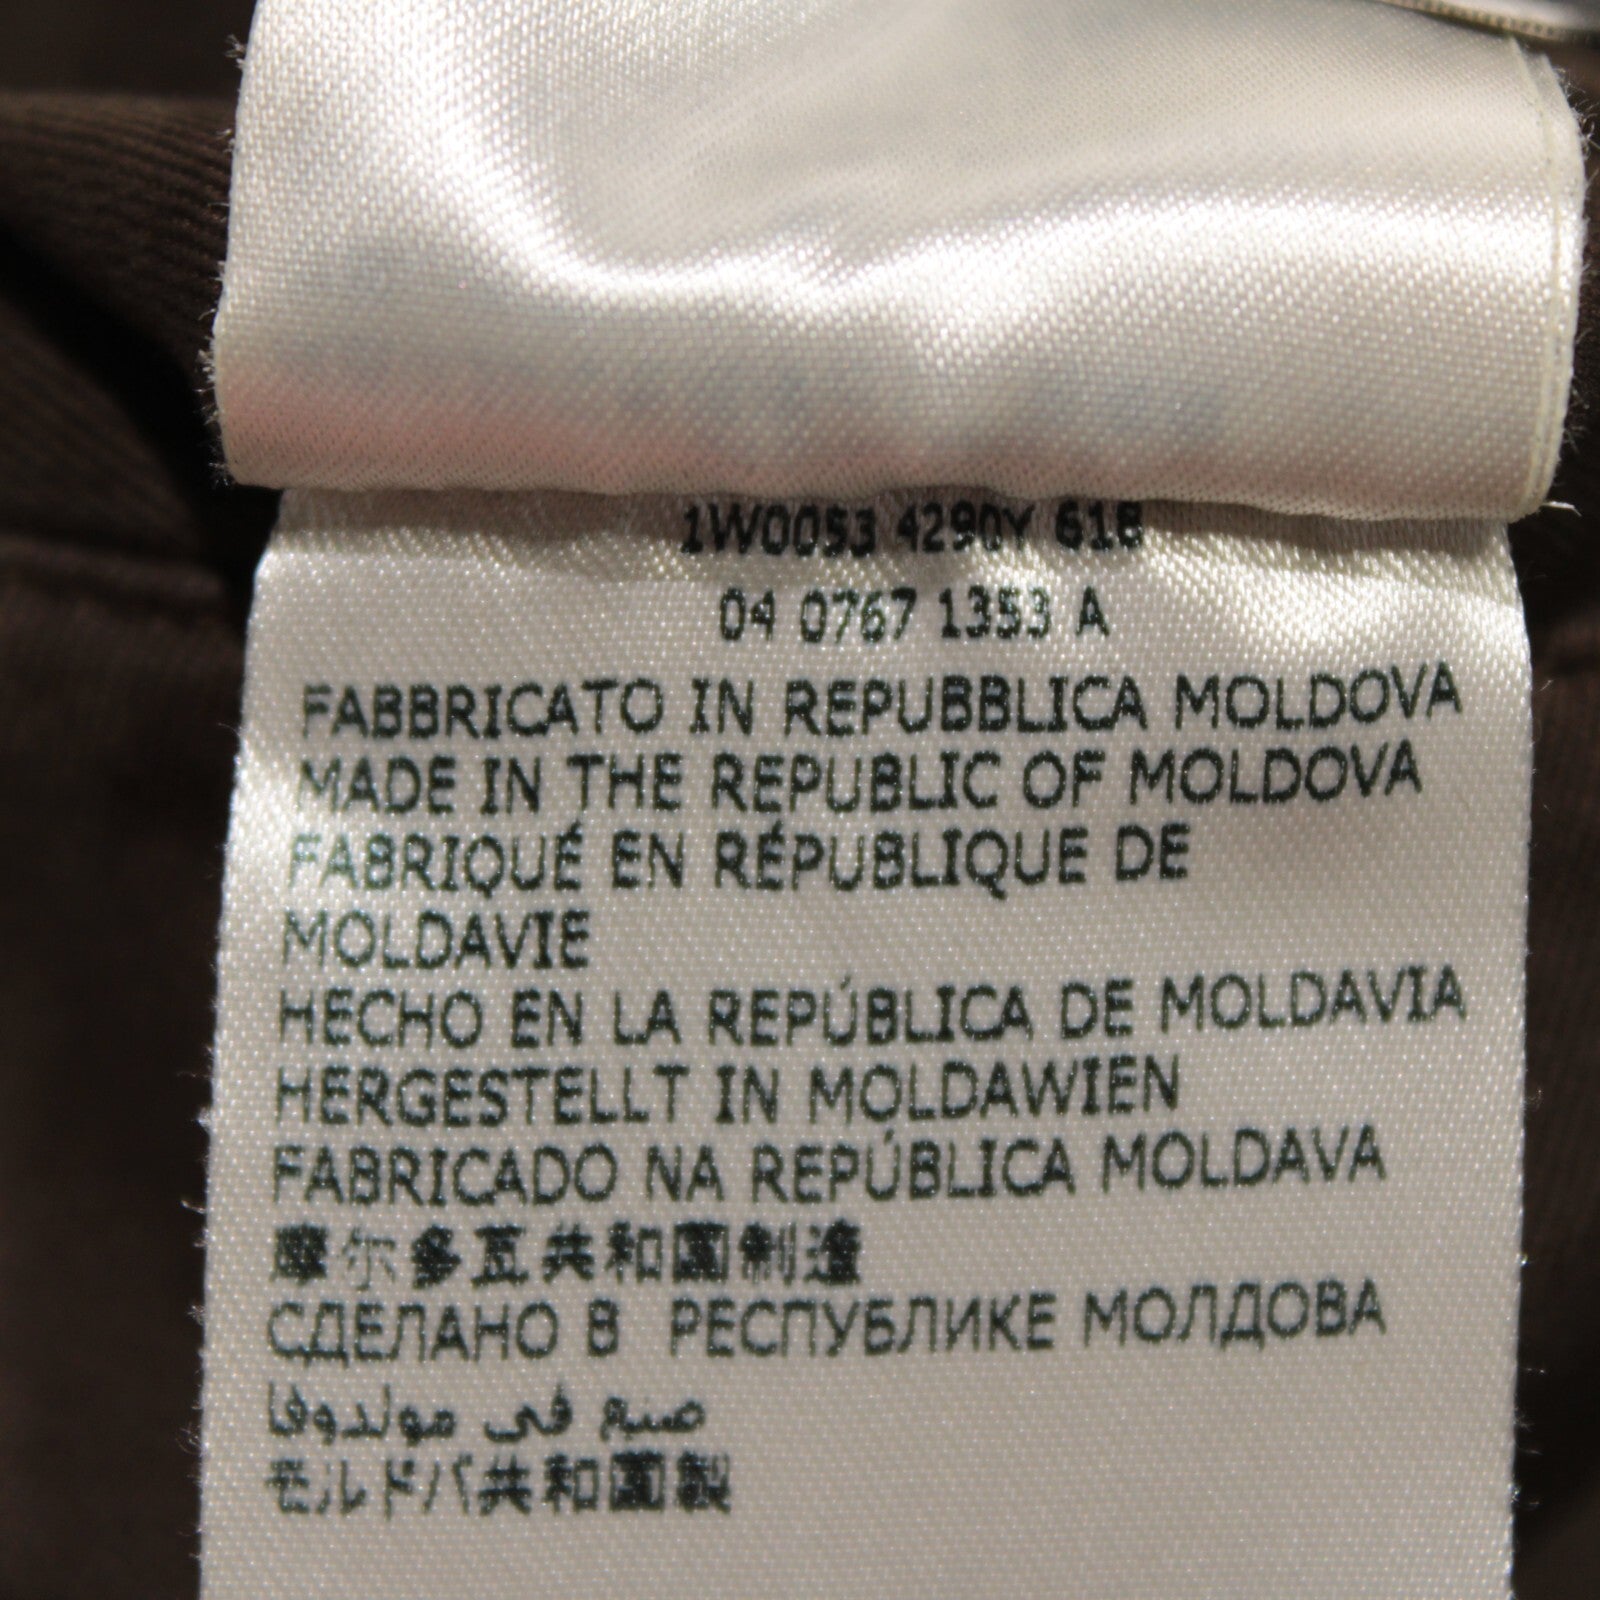 1W0053 4290Y 618
04 0767 1353 A
FABBRICATO IN REPUBBLICA MOLDOVA
MADE IN THE REPUBLIC OF MOLDOVA
FABRIQUÉ EN RÉPUBLIQUE DE
MOLDAVIE
HECHO EN LA REPÚBLICA DE MOLDAVIA
HERGESTELLT IN MOLDAWIEN
FABRICADO NA REPÚBLICA MOLDAVA
摩尔多瓦共和国制造
СДЕЛАНО В РЕСПУБЛИКЕ МОЛДОВА
صنع في مولدوفا
モルドバ共和国製